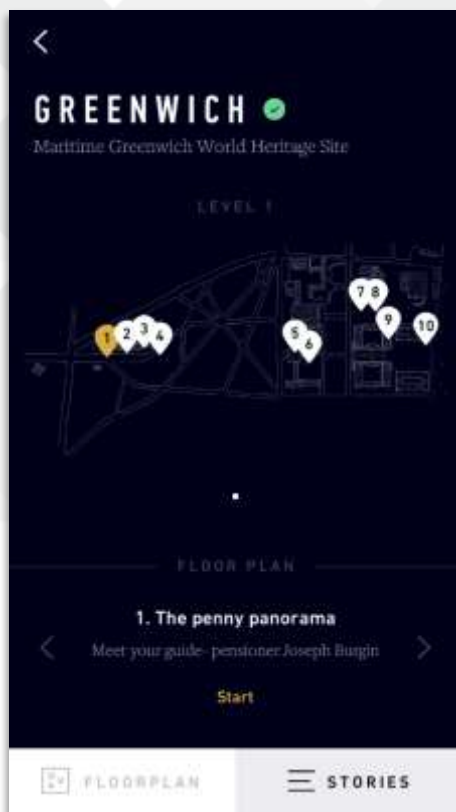 GREENWICH
Maritime Greenwich World Heritage Site
LEVEL 1
1 2 3 4 5 6 7 8 9 10
FLOOR PLAN
1. The penny panorama
Meet your guide- pensioner Joseph Burgin
Start
FLOORPLAN
STORIES